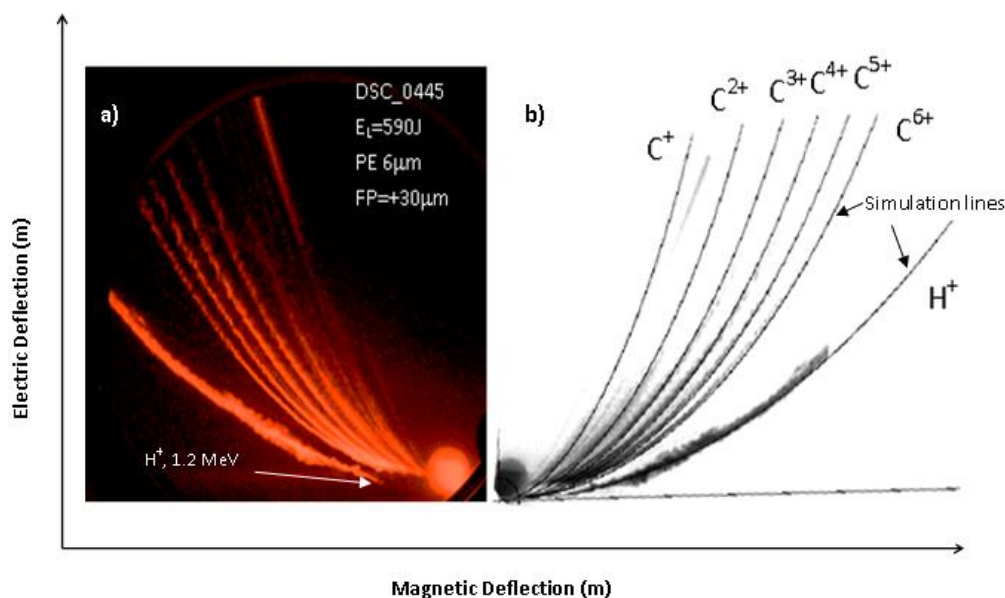 a)
DSC_0445
E_L=590J
PE 6μm
FP=+30μm
H⁺, 1.2 MeV
b)
C⁺
C²⁺
C³⁺
C⁴⁺
C⁵⁺
C⁶⁺
Simulation lines
H⁺
Electric Deflection (m)
Magnetic Deflection (m)